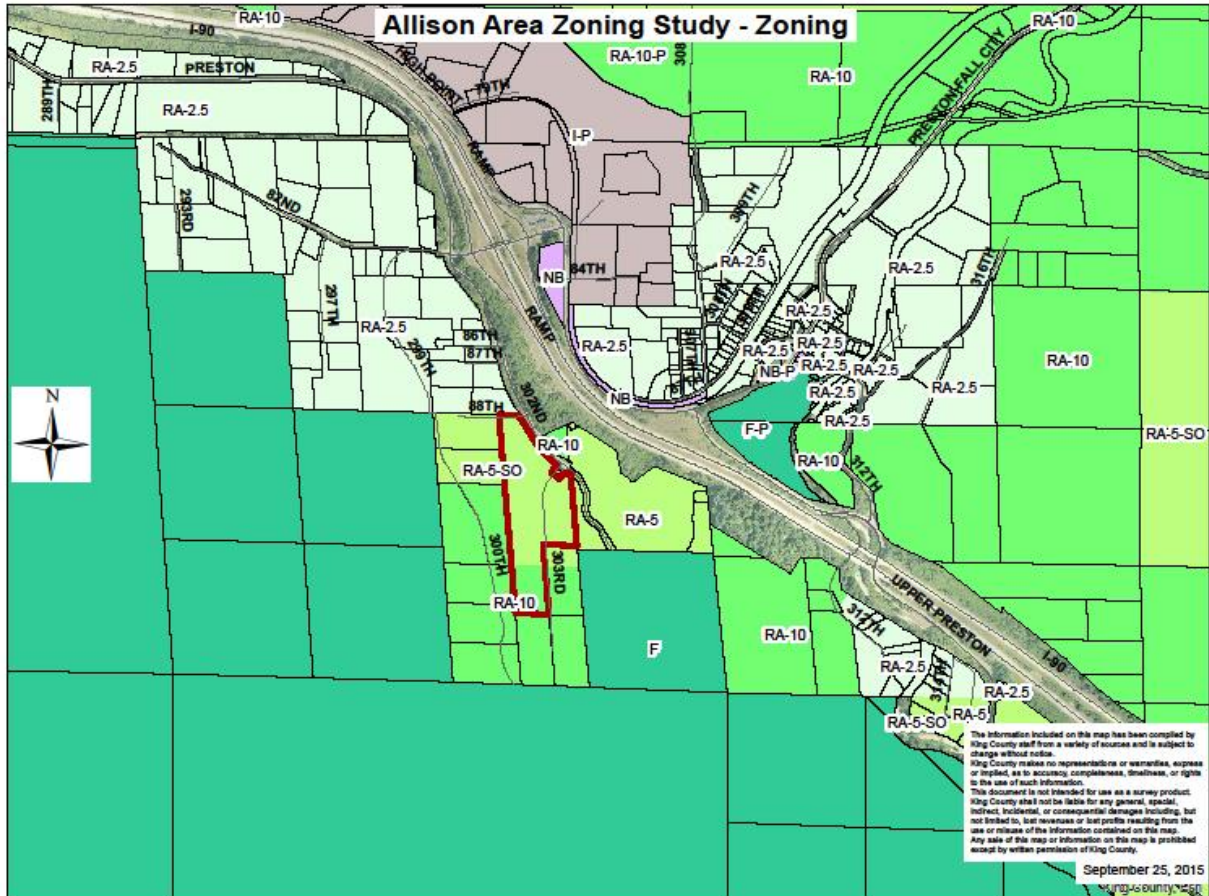 Allison Area Zoning Study - Zoning
RA-10
I-90
RA-10
RA-10-P
308
RA-10
RA-2.5
PRESTON
HIGH POINT
79TH
PRESTON-FALL CITY
289TH
RA-2.5
I-P
RAMP
293RD
82ND
309TH
RA-2.5
RA-2.5
316TH
NB
84TH
297TH
RAMP
RA-2.5
RA-2.5
86TH
87TH
299TH
RA-2.5
RA-2.5
RA-2.5
NB-P
RA-2.5
RA-2.5
RA-2.5
RA-2.5
RA-10
302ND
88TH
NB
RA-2.5
F-P
RA-10
RA-5-SO
RA-5-SO
RA-10
312TH
RA-5
300TH
303RD
RA-10
UPPER PRESTON
F
RA-10
312TH
I-90
RA-2.5
314TH
RA-2.5
RA-5-SO
RA-5
N
The information included on this map has been compiled by
King County staff from a variety of sources and is subject to
change without notice.
King County makes no representations or warranties, express
or implied, as to accuracy, completeness, timeliness, or rights
to the use of such information.
This document is not intended for use as a survey product.
King County shall not be liable for any general, special,
indirect, incidental, or consequential damages including, but
not limited to, lost revenues or lost profits resulting from the
use or misuse of the information contained on this map.
Any sale of this map or information on this map is prohibited
except by written permission of King County.
September 25, 2015
King County, Esri